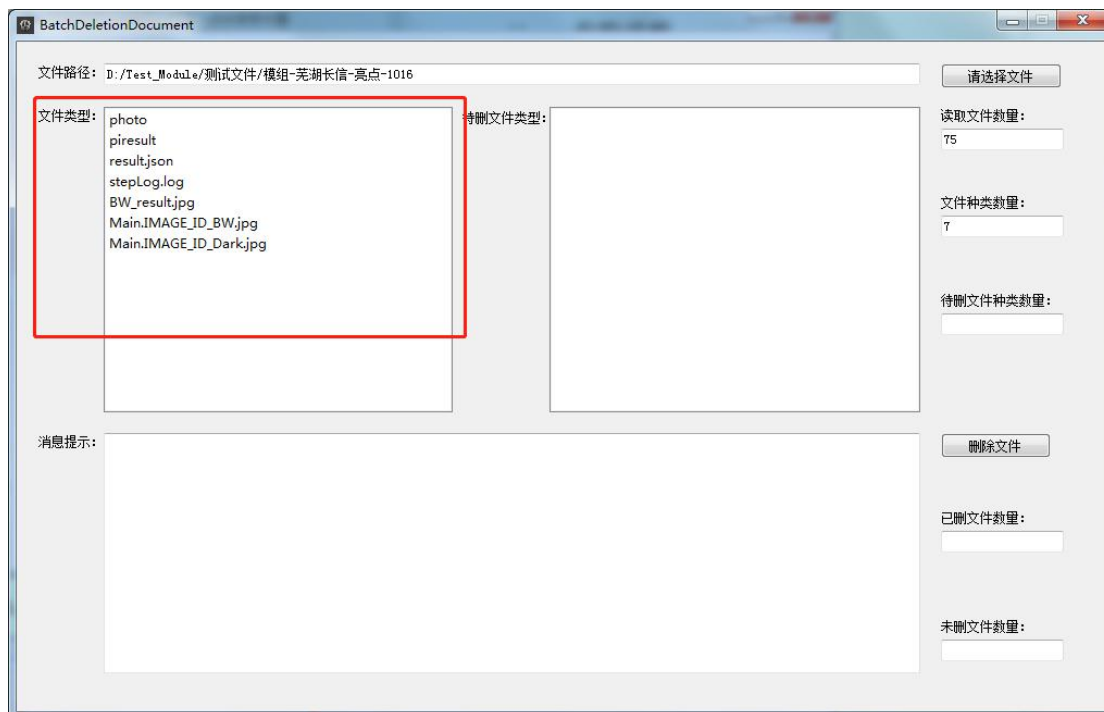 BatchDeletionDocument
文件路径: D:/Test_Module/测试文件/模组-芜湖长信-亮点-1016
请选择文件
文件类型:
photo
piresult
result.json
stepLog.log
BW_result.jpg
Main.IMAGE_ID_BW.jpg
Main.IMAGE_ID_Dark.jpg
待删文件类型:
读取文件数量:
75
文件种类数量:
7
待删文件种类数量:
消息提示:
删除文件
已删文件数量:
未删文件数量: